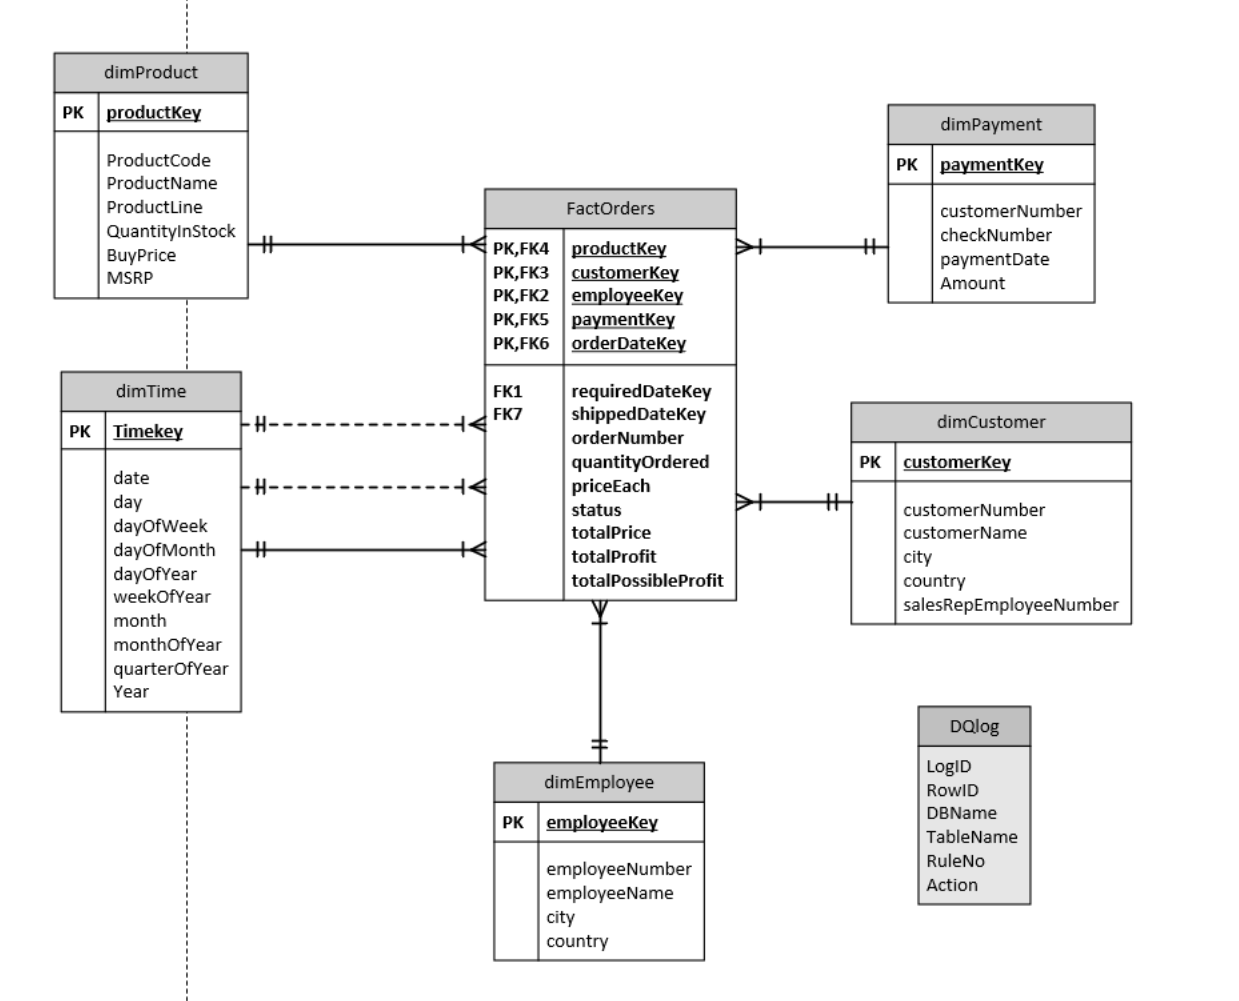 dimProduct
PK productKey
ProductCode
ProductName
ProductLine
QuantityInStock
BuyPrice
MSRP
dimPayment
PK paymentKey
customerNumber
checkNumber
paymentDate
Amount
FactOrders
PK,FK4 productKey
PK,FK3 customerKey
PK,FK2 employeeKey
PK,FK5 paymentKey
PK,FK6 orderDateKey
FK1 requiredDateKey
FK7 shippedDateKey
orderNumber
quantityOrdered
priceEach
status
totalPrice
totalProfit
totalPossibleProfit
dimTime
PK Timekey
date
day
dayOfWeek
dayOfMonth
dayOfYear
weekOfYear
month
monthOfYear
quarterOfYear
Year
dimCustomer
PK customerKey
customerNumber
customerName
city
country
salesRepEmployeeNumber
dimEmployee
PK employeeKey
employeeNumber
employeeName
city
country
DQlog
LogID
RowID
DBName
TableName
RuleNo
Action